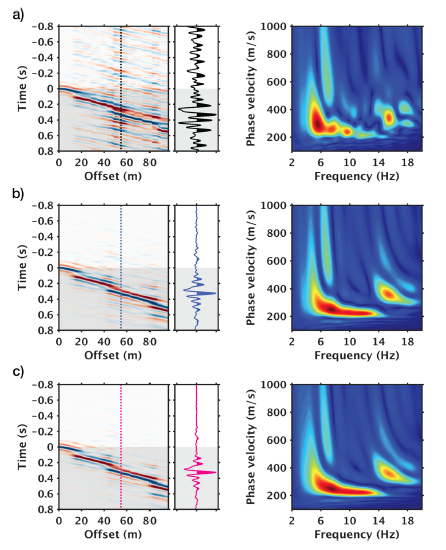 a)
Time (s)
-0.8
-0.6
-0.4
-0.2
0
0.2
0.4
0.6
0.8
0 20 40 60 80
Offset (m)
Phase velocity (m/s)
1000
800
600
400
200
2 6 10 14 18
Frequency (Hz)
b)
Time (s)
-0.8
-0.6
-0.4
-0.2
0
0.2
0.4
0.6
0.8
0 20 40 60 80
Offset (m)
Phase velocity (m/s)
1000
800
600
400
200
2 6 10 14 18
Frequency (Hz)
c)
Time (s)
-0.8
-0.6
-0.4
-0.2
0
0.2
0.4
0.6
0.8
0 20 40 60 80
Offset (m)
Phase velocity (m/s)
1000
800
600
400
200
2 6 10 14 18
Frequency (Hz)